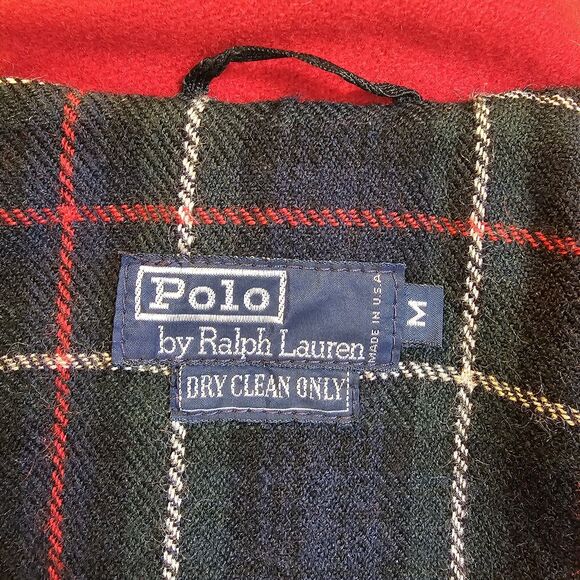 Polo
by Ralph Lauren
MADE IN U.S.A.
M
DRY CLEAN ONLY